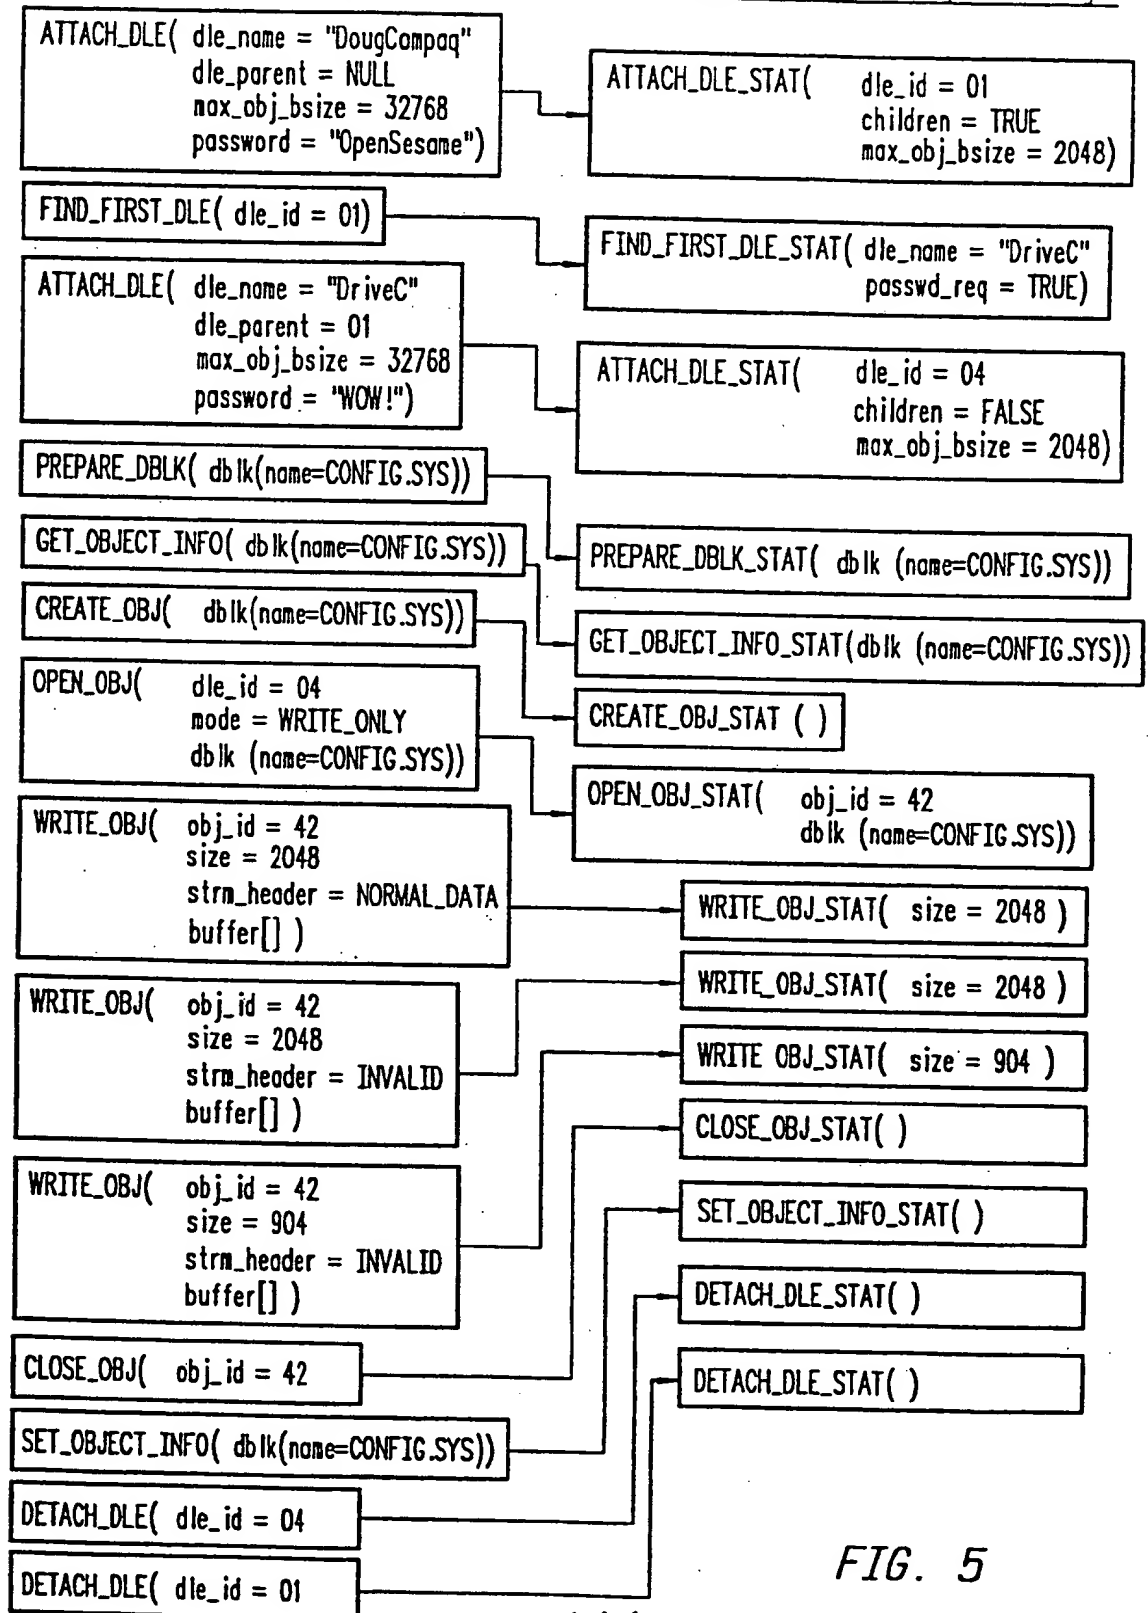 ATTACH_DLE( dle_name = "DougCompaq"
dle_parent = NULL
max_obj_bsize = 32768
password = "OpenSesame")
ATTACH_DLE_STAT( dle_id = 01
children = TRUE
max_obj_bsize = 2048)
FIND_FIRST_DLE( dle_id = 01)
FIND_FIRST_DLE_STAT( dle_name = "DriveC"
passwd_req = TRUE)
ATTACH_DLE( dle_name = "DriveC"
dle_parent = 01
max_obj_bsize = 32768
password = "WOW!")
ATTACH_DLE_STAT( dle_id = 04
children = FALSE
max_obj_bsize = 2048)
PREPARE_DBLK( dblk(name=CONFIG.SYS))
PREPARE_DBLK_STAT( dblk (name=CONFIG.SYS))
GET_OBJECT_INFO( dblk(name=CONFIG.SYS))
GET_OBJECT_INFO_STAT(dblk (name=CONFIG.SYS))
CREATE_OBJ( dblk(name=CONFIG.SYS))
CREATE_OBJ_STAT ( )
OPEN_OBJ( dle_id = 04
mode = WRITE_ONLY
dblk (name=CONFIG.SYS))
OPEN_OBJ_STAT( obj_id = 42
dblk (name=CONFIG.SYS))
WRITE_OBJ( obj_id = 42
size = 2048
strm_header = NORMAL_DATA
buffer[] )
WRITE_OBJ_STAT( size = 2048 )
WRITE_OBJ( obj_id = 42
size = 2048
strm_header = INVALID
buffer[] )
WRITE_OBJ_STAT( size = 2048 )
WRITE_OBJ( obj_id = 42
size = 904
strm_header = INVALID
buffer[] )
WRITE OBJ_STAT( size = 904 )
CLOSE_OBJ( obj_id = 42
CLOSE_OBJ_STAT( )
SET_OBJECT_INFO( dblk(name=CONFIG.SYS))
SET_OBJECT_INFO_STAT( )
DETACH_DLE( dle_id = 04
DETACH_DLE_STAT( )
DETACH_DLE( dle_id = 01
DETACH_DLE_STAT( )
FIG. 5